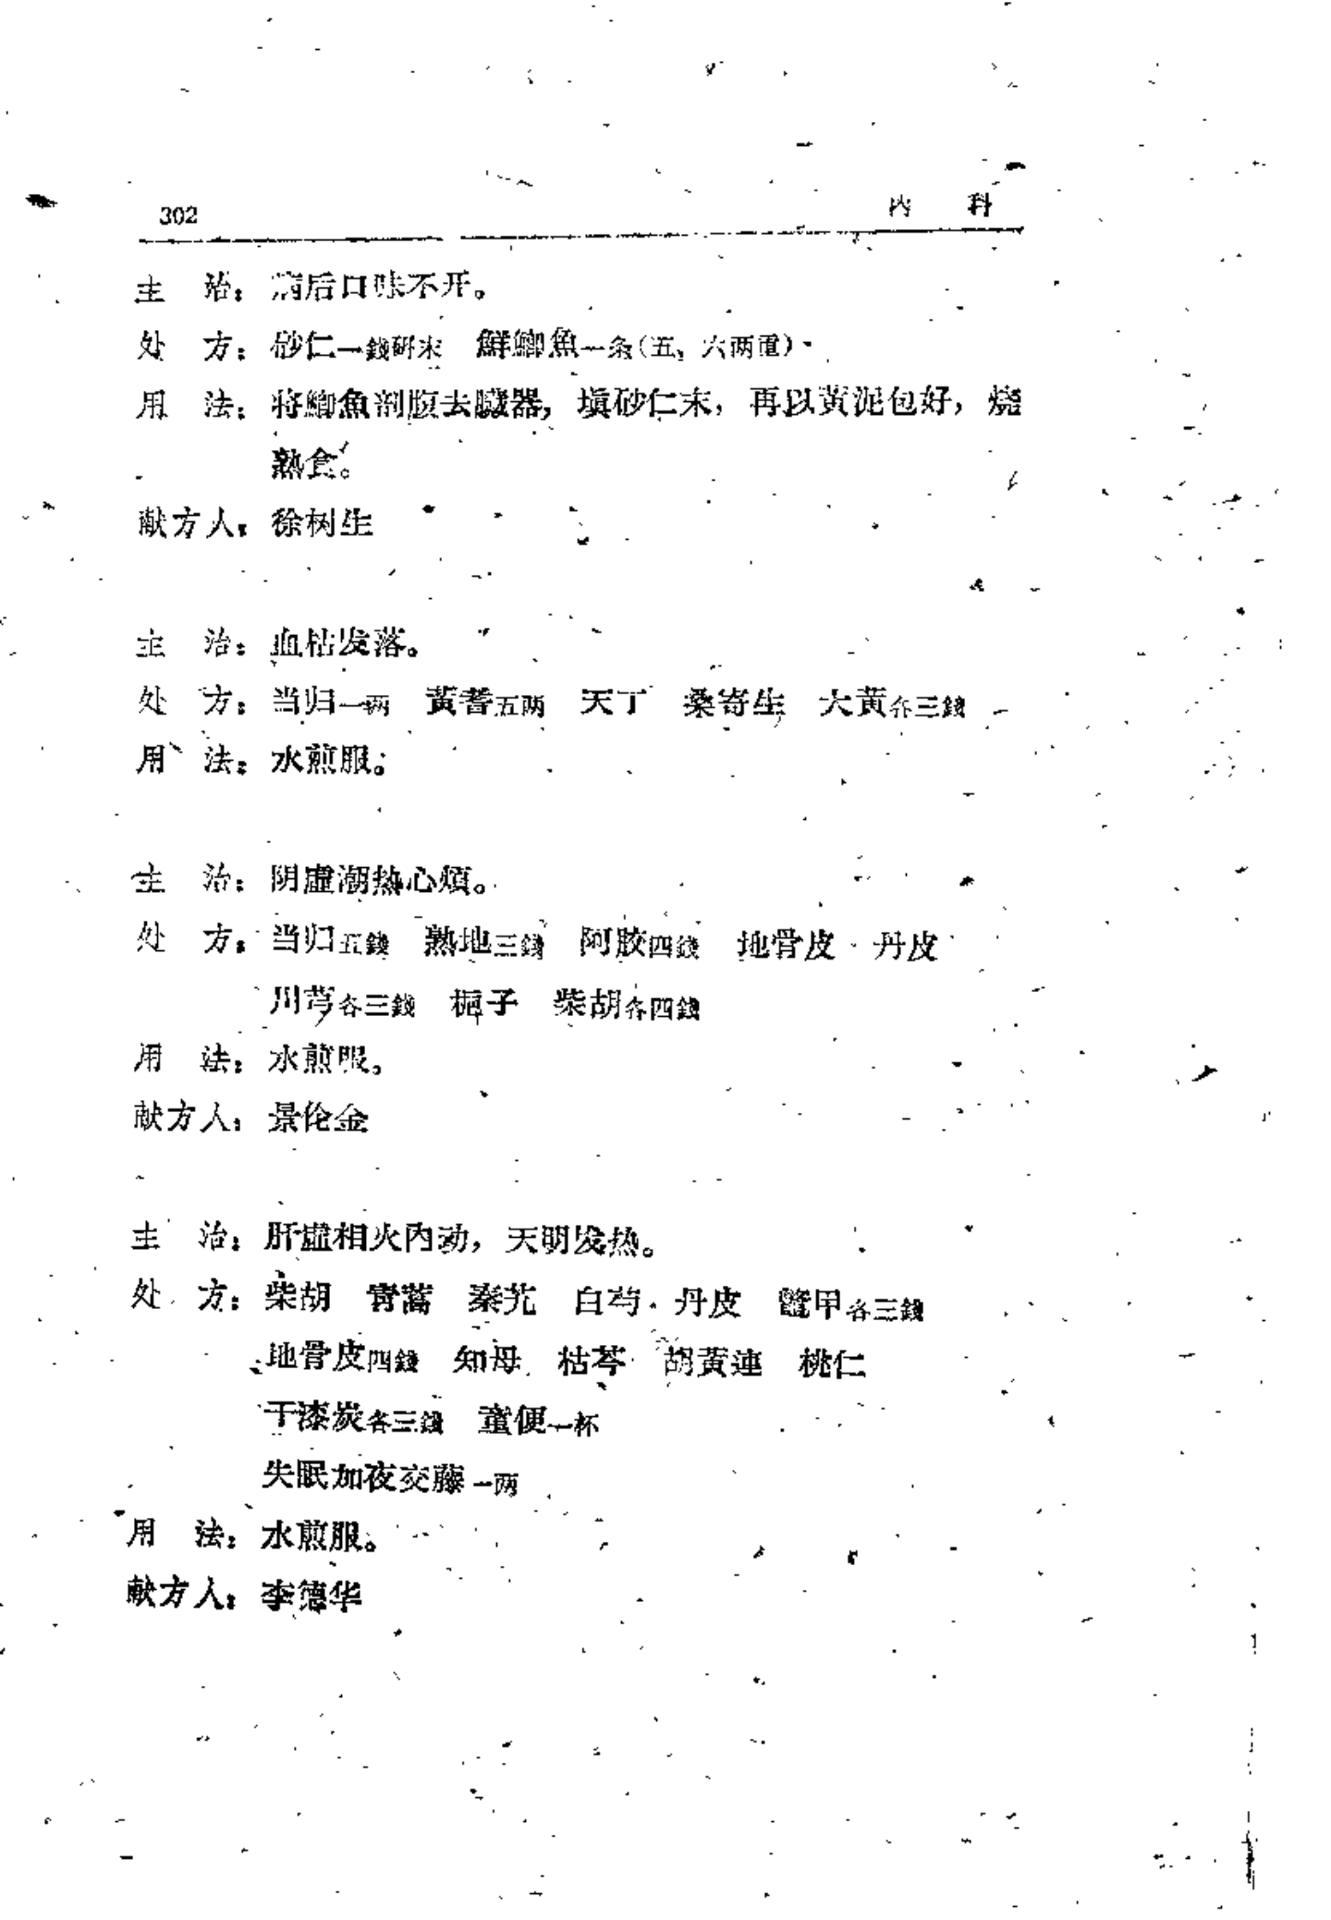 302
内 科
主 治：病后口味不开。
处 方：砂仁一錢研末 鮮鯽魚一条(五、六两重)
用 法：将鯽魚剖腹去臟器，填砂仁末，再以黄泥包好，燒
熟食。
献方人：徐树生
主 治：血枯发落。
处 方：当归一两 黄耆五两 天丁 桑寄生 大黄各三錢
用 法：水煎服。
主 治：阴虛潮热心煩。
处 方：当归五錢 熟地三錢 阿胶四錢 地骨皮 丹皮
川芎各三錢 梔子 柴胡各四錢
用 法：水煎服。
献方人：景伦金
主 治：肝虛相火內动，天明发热。
处 方：柴胡 青蒿 秦艽 白芍 丹皮 鼈甲各三錢
地骨皮四錢 知母 枯芩 胡黄連 桃仁
干漆炭各三錢 童便一杯
失眠加夜交藤一两
用 法：水煎服。
献方人：李德华